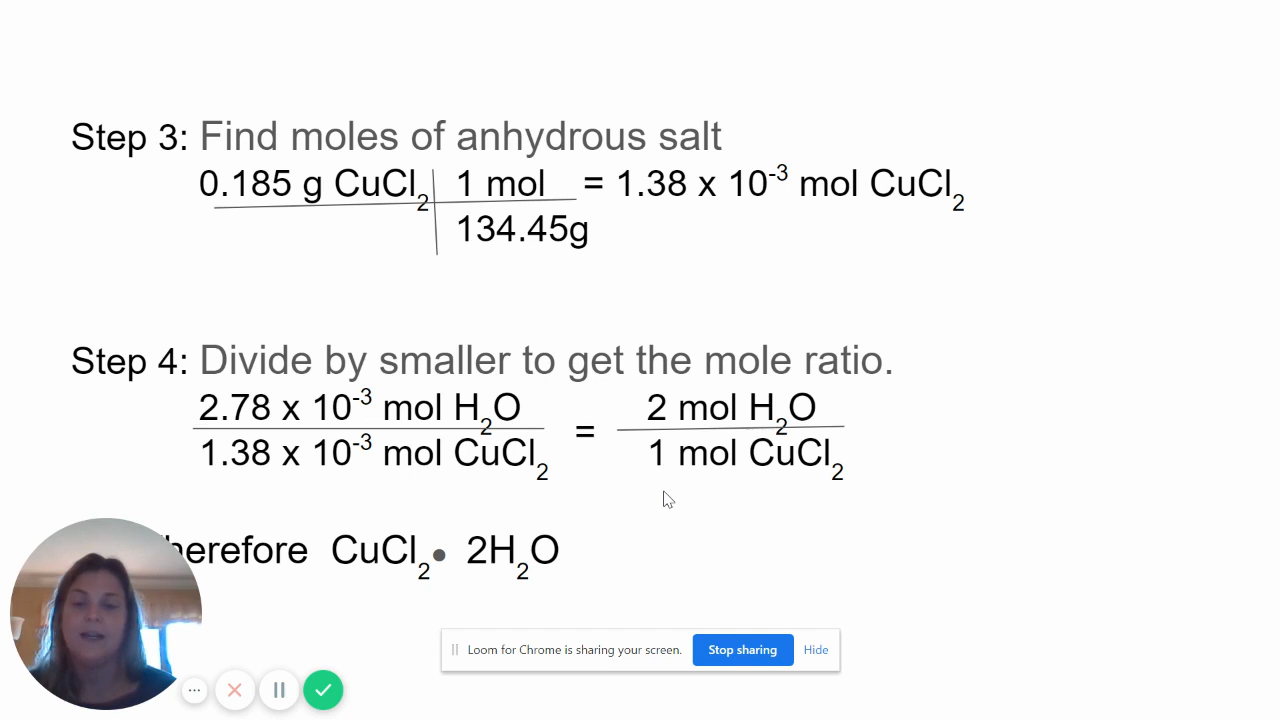 Step 3: Find moles of anhydrous salt
0.185 g CuCl₂ 1 mol = 1.38 x 10⁻³ mol CuCl₂
134.45g
Step 4: Divide by smaller to get the mole ratio.
2.78 x 10⁻³ mol H₂O = 2 mol H₂O
1.38 x 10⁻³ mol CuCl₂ 1 mol CuCl₂
herefore CuCl₂• 2H₂O
Loom for Chrome is sharing your screen. Stop sharing Hide